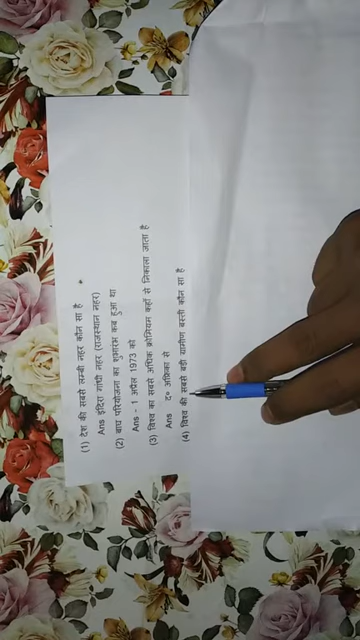 (1) देश की सबसे लम्बी नहर कौन सा है *
Ans इंदिरा गांधी नहर (राजस्थान नहर)
(2) बाघ परियोजना का शुभारंभ कब हुआ था
Ans - 1 अप्रैल 1973 को
(3) विश्व का सबसे अधिक क्रोमियम कहाँ से निकाला जाता है
Ans द० अफ्रिका से
(4) विश्व की सबसे बड़ी ग्रामीण बस्ती कौन सा है